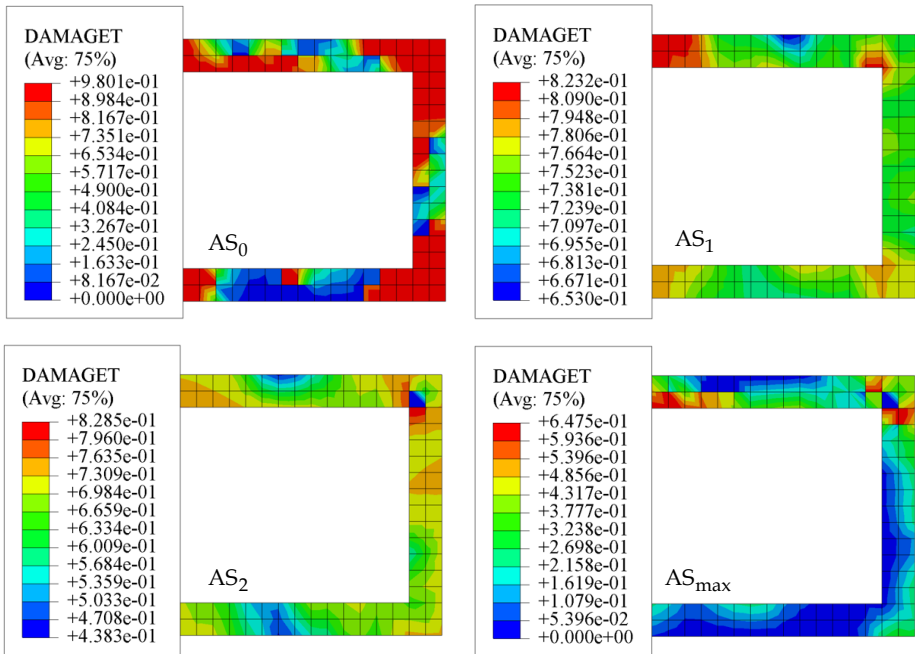 DAMAGET
(Avg: 75%)
+9.801e-01
+8.984e-01
+8.167e-01
+7.351e-01
+6.534e-01
+5.717e-01
+4.900e-01
+4.084e-01
+3.267e-01
+2.450e-01
+1.633e-01
+8.167e-02
+0.000e+00
AS0
DAMAGET
(Avg: 75%)
+8.232e-01
+8.090e-01
+7.948e-01
+7.806e-01
+7.664e-01
+7.523e-01
+7.381e-01
+7.239e-01
+7.097e-01
+6.955e-01
+6.813e-01
+6.671e-01
+6.530e-01
AS1
DAMAGET
(Avg: 75%)
+8.285e-01
+7.960e-01
+7.635e-01
+7.309e-01
+6.984e-01
+6.659e-01
+6.334e-01
+6.009e-01
+5.684e-01
+5.359e-01
+5.033e-01
+4.708e-01
+4.383e-01
AS2
DAMAGET
(Avg: 75%)
+6.475e-01
+5.936e-01
+5.396e-01
+4.856e-01
+4.317e-01
+3.777e-01
+3.238e-01
+2.698e-01
+2.158e-01
+1.619e-01
+1.079e-01
+5.396e-02
+0.000e+00
ASmax